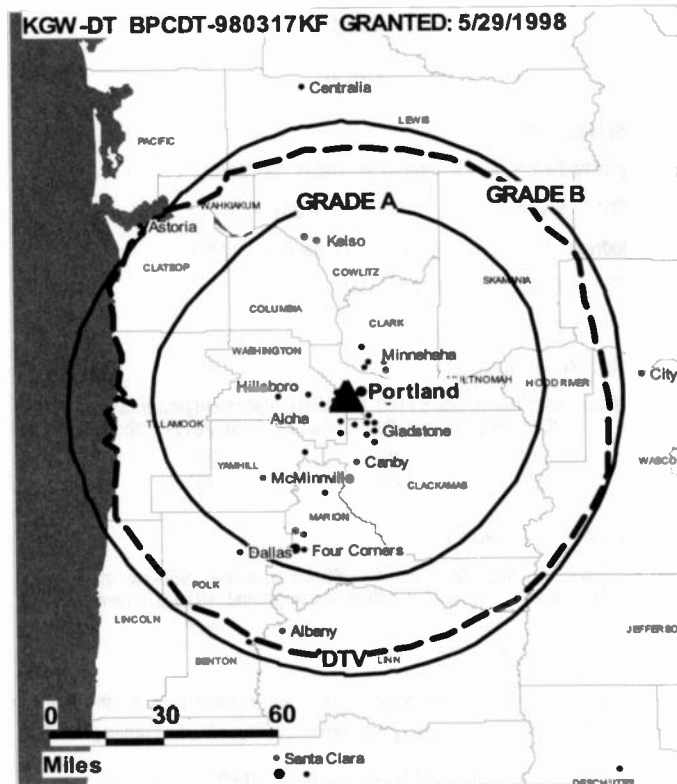 KGW-DT BPCDT-980317KF GRANTED: 5/29/1998
Centralia
LEWIS
PACIFIC
GRADE B
GRADE A
WAHKIAKUM
Astoria
Kelso
CLATSOP
COWLITZ
SKAMANIA
COLUMBIA
CLARK
WASHINGTON
Minnehaha
City
Hillsboro
Portland
LTNOMAH
HOOD RIVER
Aloha
TILLAMOOK
Gladstone
YAMHILL
Canby
WASCO
McMinnville
CLACKAMAS
MARION
Dallas
Four Corners
POLK
LINCOLN
Albany
JEFFERSO
BENTON
DTV
LINN
0 30 60
Miles
Santa Clara
DESCHUTES